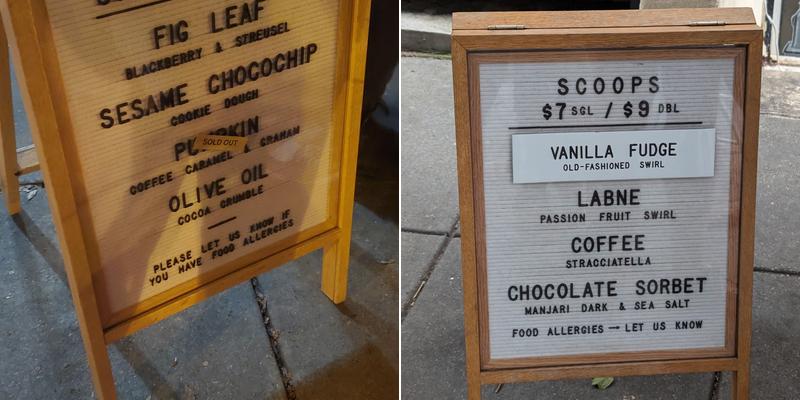 FIG LEAF
BLACKBERRY & STREUSEL
SESAME CHOCOCHIP
COOKIE DOUGH
SOLD OUT
COFFEE CARAMEL & GRAHAM
OLIVE OIL
COCOA CRUMBLE
PLEASE LET US KNOW IF
YOU HAVE FOOD ALLERGIES
SCOOPS
$7 SGL / $9 DBL
VANILLA FUDGE
OLD-FASHIONED SWIRL
LABNE
PASSION FRUIT SWIRL
COFFEE
STRACCIATELLA
CHOCOLATE SORBET
MANJARI DARK & SEA SALT
FOOD ALLERGIES → LET US KNOW